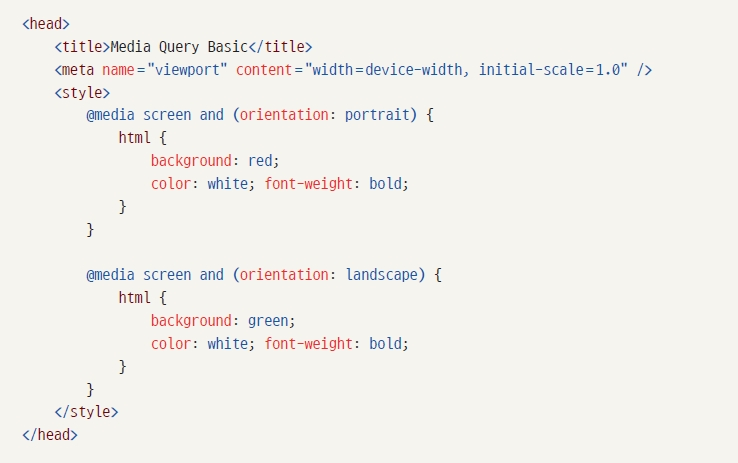 <head>
    <title>Media Query Basic</title>
    <meta name="viewport" content="width=device-width, initial-scale=1.0" />
    <style>
        @media screen and (orientation: portrait) {
            html {
                background: red;
                color: white; font-weight: bold;
            }
        }

        @media screen and (orientation: landscape) {
            html {
                background: green;
                color: white; font-weight: bold;
            }
        }
    </style>
</head>